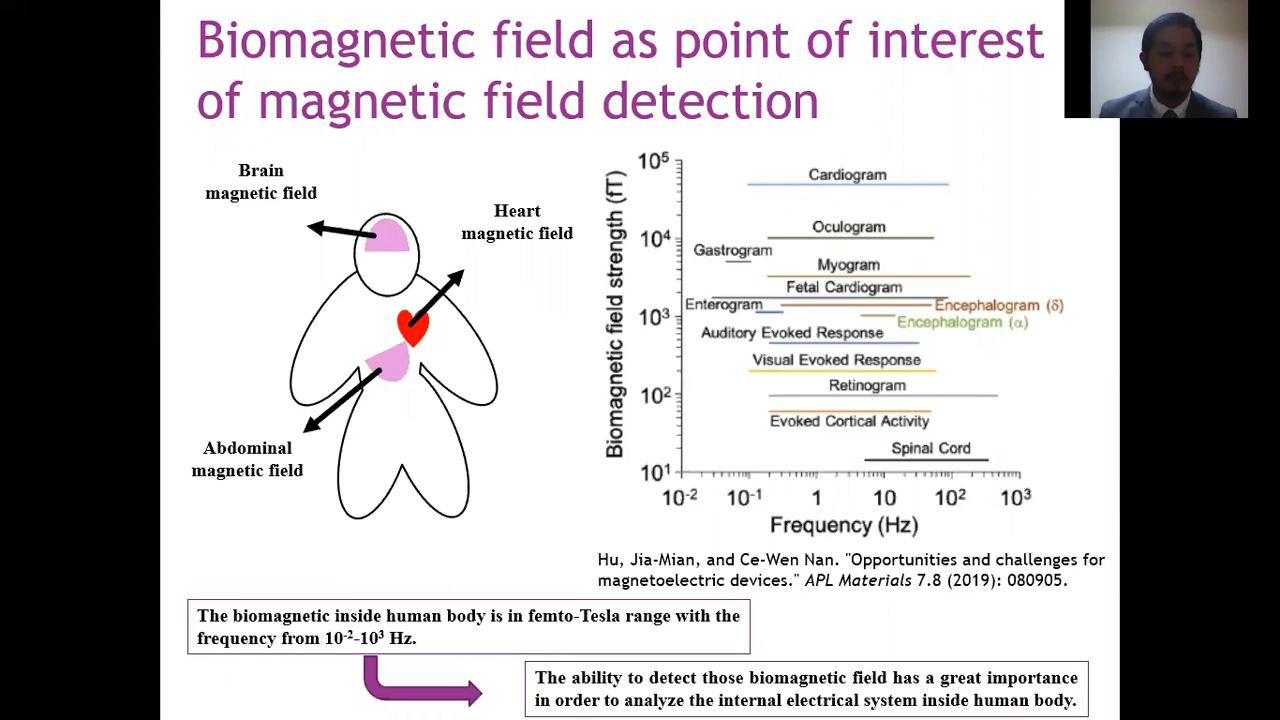 Biomagnetic field as point of interest
of magnetic field detection
Brain
magnetic field
Heart
magnetic field
Abdominal
magnetic field
Biomagnetic field strength (fT)
10⁵
10⁴
10³
10²
10¹
Cardiogram
Oculogram
Gastrogram
Myogram
Fetal Cardiogram
Enterogram
Encephalogram (δ)
Encephalogram (α)
Auditory Evoked Response
Visual Evoked Response
Retinogram
Evoked Cortical Activity
Spinal Cord
10⁻² 10⁻¹ 1 10 10² 10³
Frequency (Hz)
Hu, Jia-Mian, and Ce-Wen Nan. "Opportunities and challenges for
magnetoelectric devices." APL Materials 7.8 (2019): 080905.
The biomagnetic inside human body is in femto-Tesla range with the
frequency from 10⁻²-10³ Hz.
The ability to detect those biomagnetic field has a great importance
in order to analyze the internal electrical system inside human body.